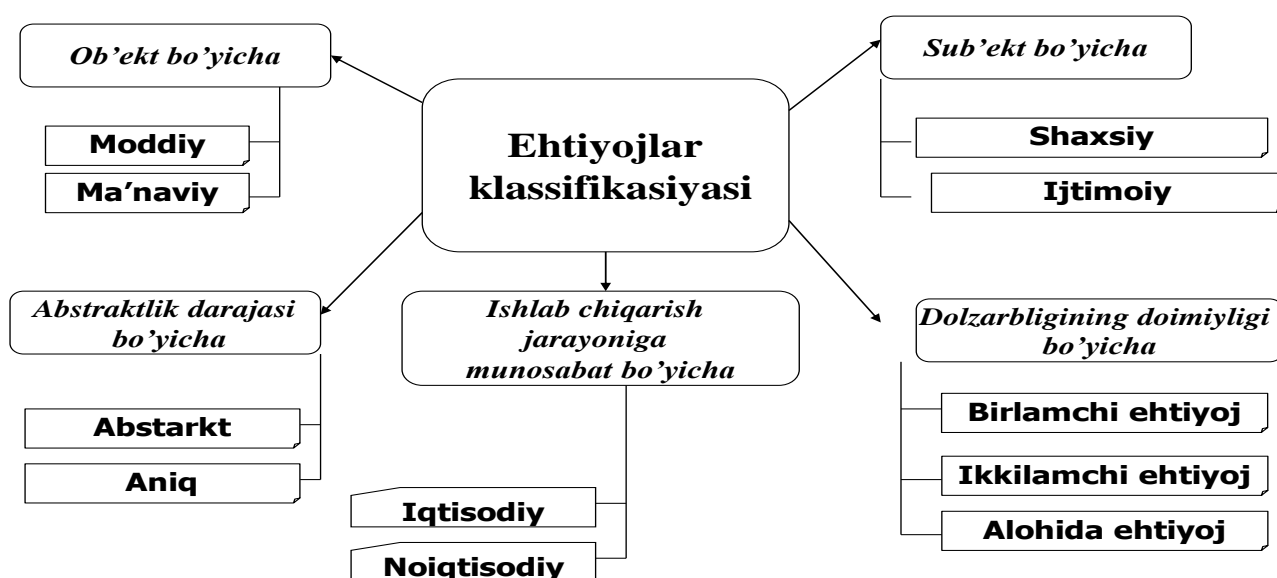 Ob’ekt bo’yicha
Moddiy
Ma’naviy
Ehtiyojlar
klassifikasiyasi
Sub’ekt bo’yicha
Shaxsiy
Ijtimoiy
Abstraktlik darajasi
bo’yicha
Abstarkt
Aniq
Ishlab chiqarish
jarayoniga
munosabat bo’yicha
Iqtisodiy
Noiqtisodiy
Dolzarbligining doimiyligi
bo’yicha
Birlamchi ehtiyoj
Ikkilamchi ehtiyoj
Alohida ehtiyoj